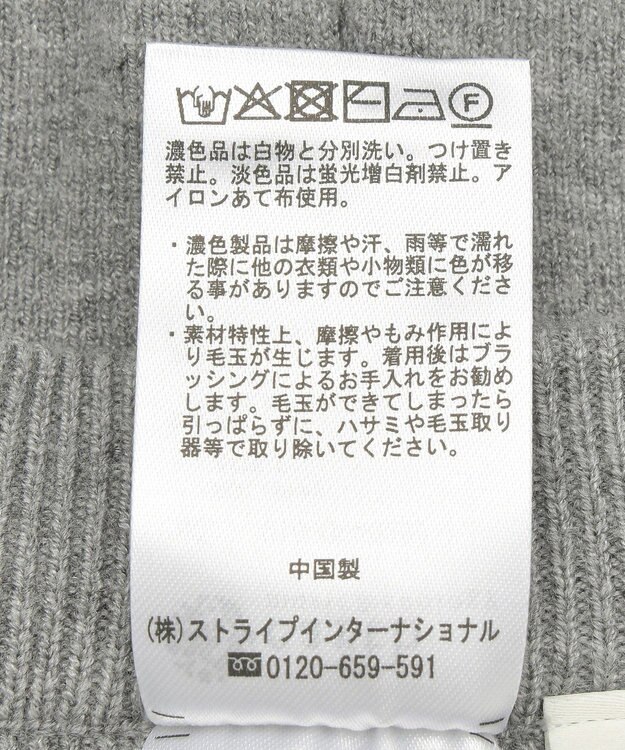 濃色品は白物と分別洗い。つけ置き
禁止。淡色品は蛍光増白剤禁止。ア
イロンあて布使用。
・濃色製品は摩擦や汗、雨等で濡れ
た際に他の衣類や小物類に色が移
る事がありますのでご注意くださ
い。
・素材特性上、摩擦やもみ作用によ
り毛玉が生じます。着用後はブラ
ッシングによるお手入れをお勧め
します。毛玉ができてしまったら
引っぱらずに、ハサミや毛玉取り
器等で取り除いてください。
中国製
(株)ストライプインターナショナル
0120-659-591